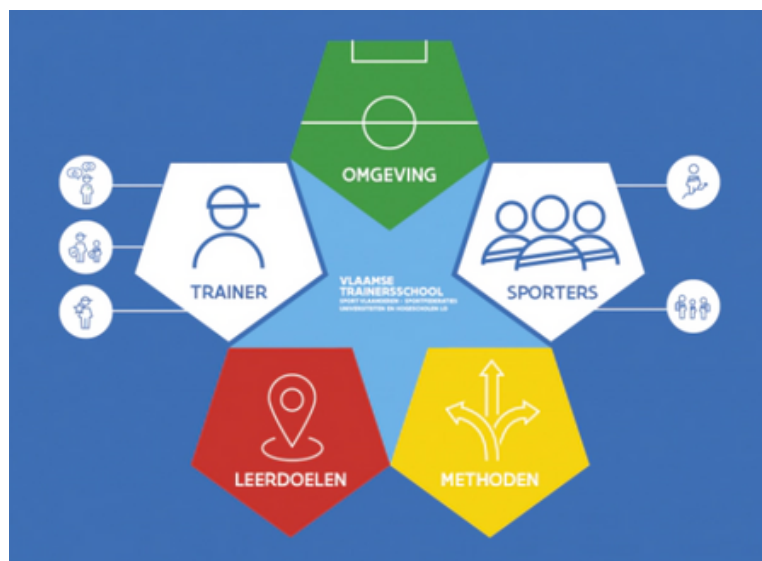 OMGEVING
TRAINER
SPORTERS
VLAAMSE
TRAINERSSCHOOL
SPORT VLAANDEREN - SPORTFEDERATIES
UNIVERSITEITEN EN HOGESCHOLEN LO
LEERDOELEN
METHODEN